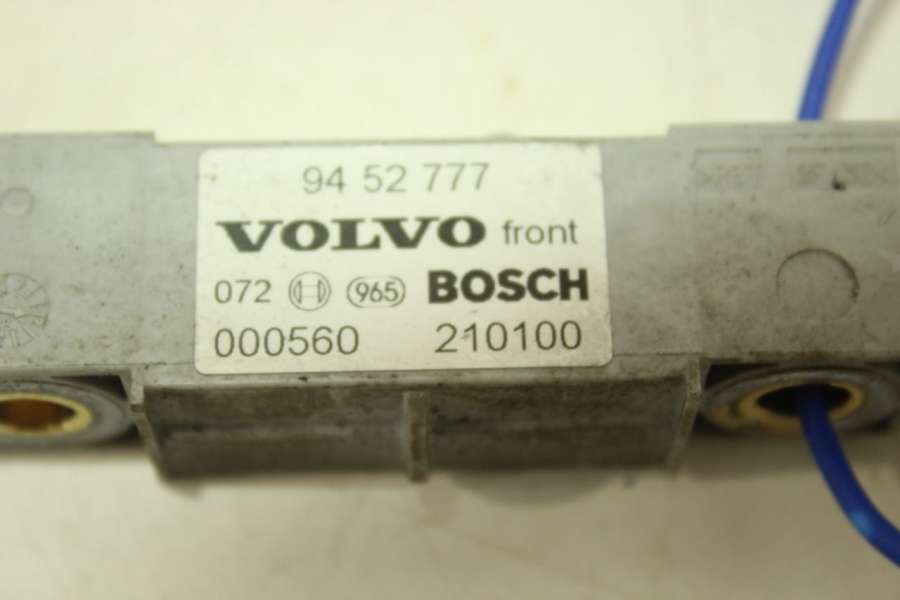 94 52 777
VOLVO front
072 965 BOSCH
000560 210100